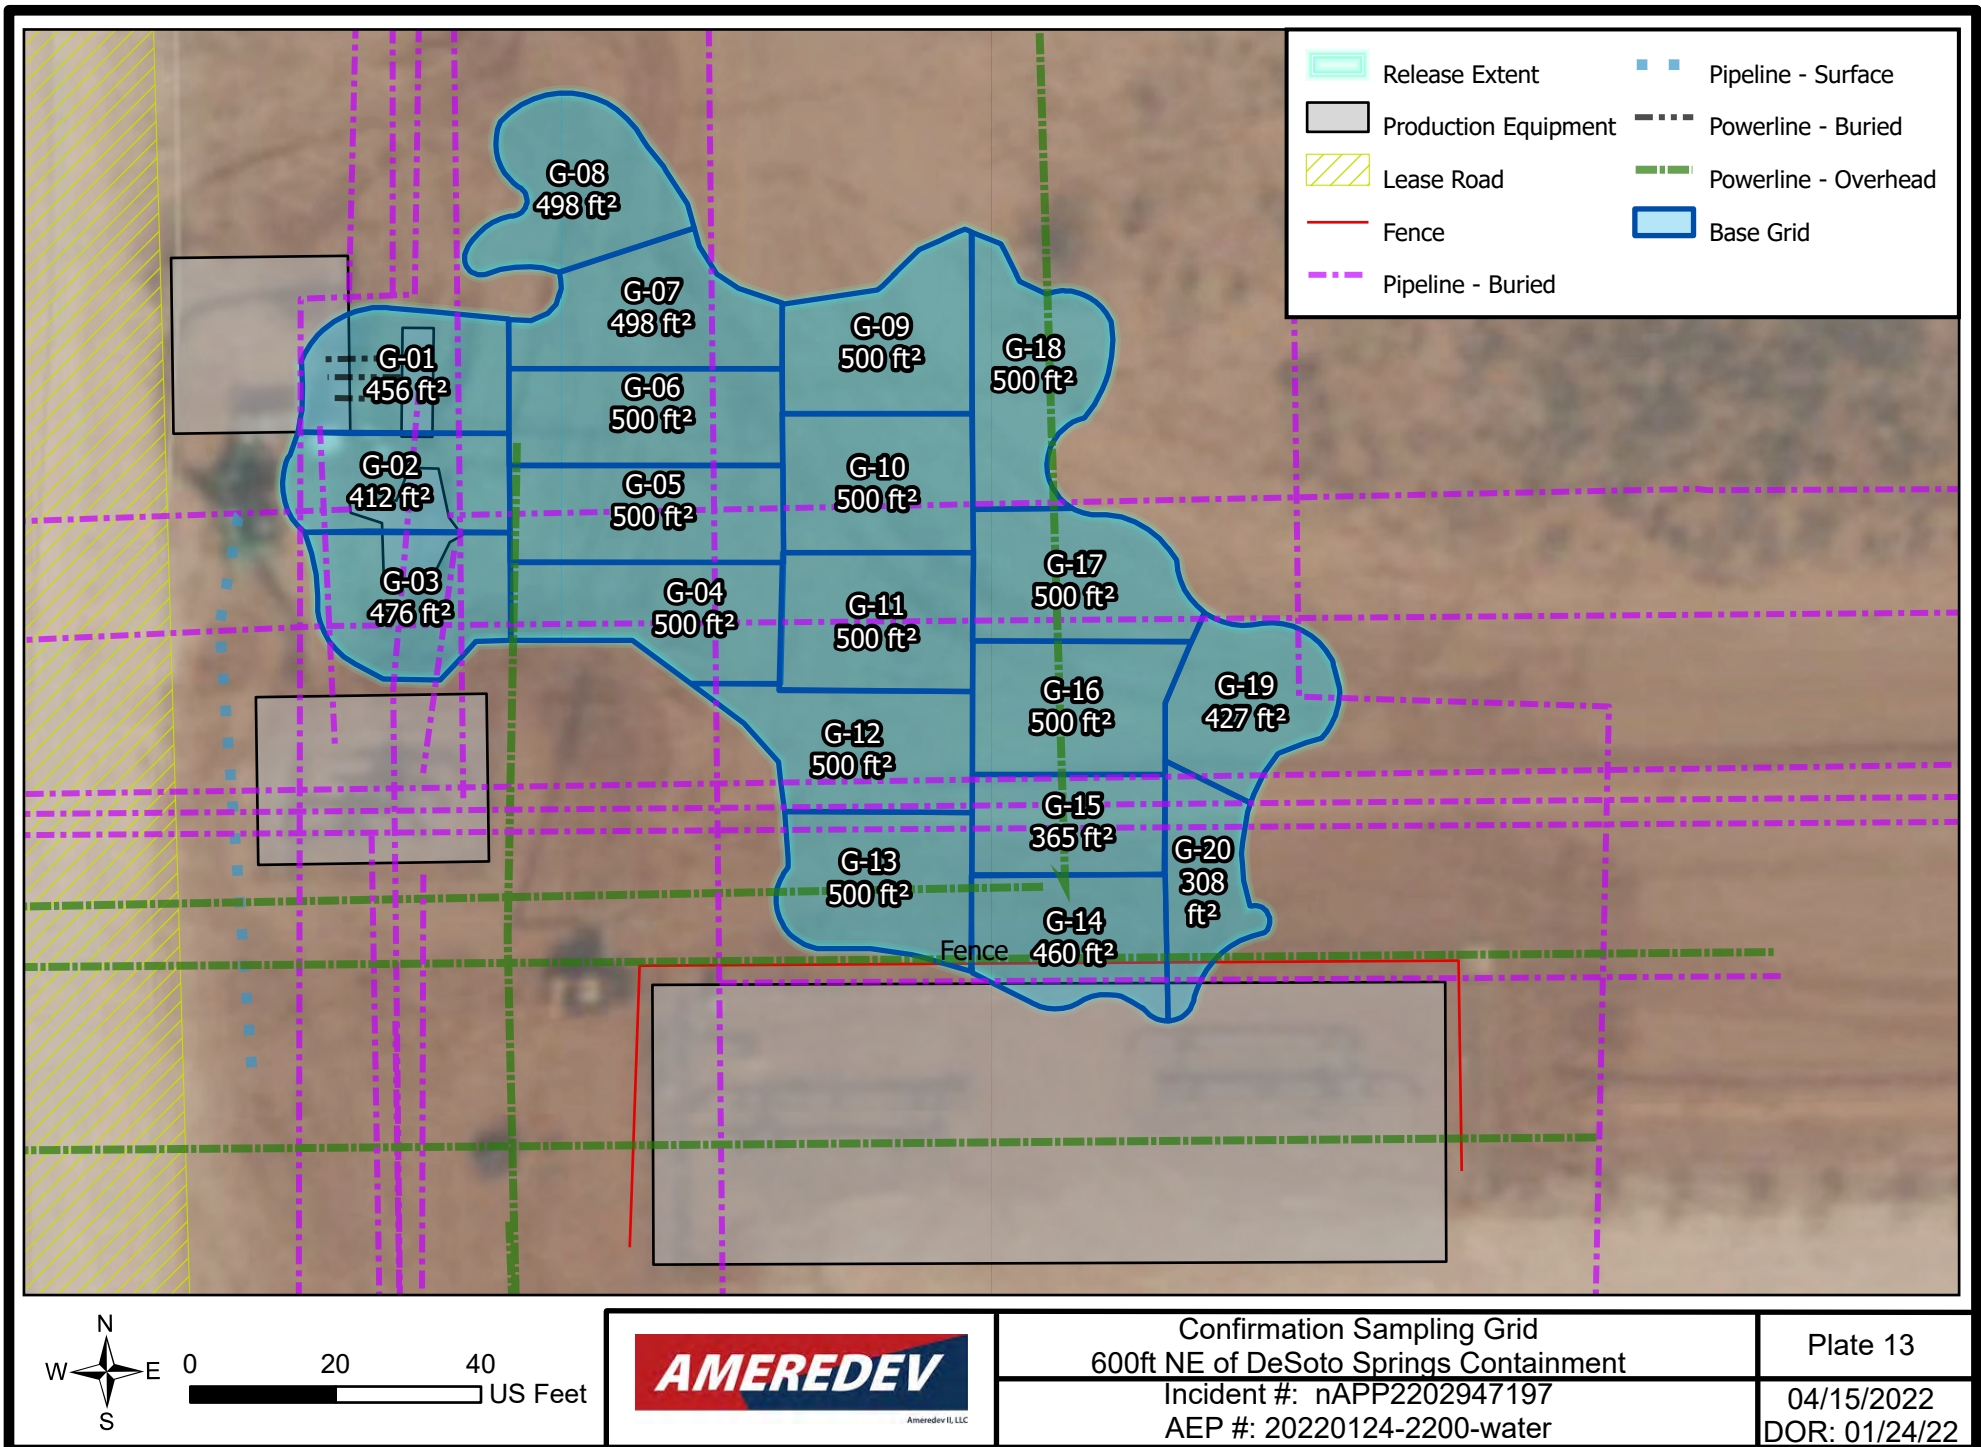 Release Extent
Production Equipment
Lease Road
Fence
Pipeline - Buried
Pipeline - Surface
Powerline - Buried
Powerline - Overhead
Base Grid
G-08
498 ft²
G-07
498 ft²
G-09
500 ft²
G-18
500 ft²
G-01
456 ft²
G-06
500 ft²
G-02
412 ft²
G-05
500 ft²
G-10
500 ft²
G-03
476 ft²
G-04
500 ft²
G-11
500 ft²
G-17
500 ft²
G-16
500 ft²
G-19
427 ft²
G-12
500 ft²
G-15
365 ft²
G-13
500 ft²
G-20
308
ft²
G-14
460 ft²
Fence
N
W E
S
0 20 40
US Feet
AMEREDEV
Ameredev II, LLC
Confirmation Sampling Grid
600ft NE of DeSoto Springs Containment
Incident #: nAPP2202947197
AEP #: 20220124-2200-water
Plate 13
04/15/2022
DOR: 01/24/22